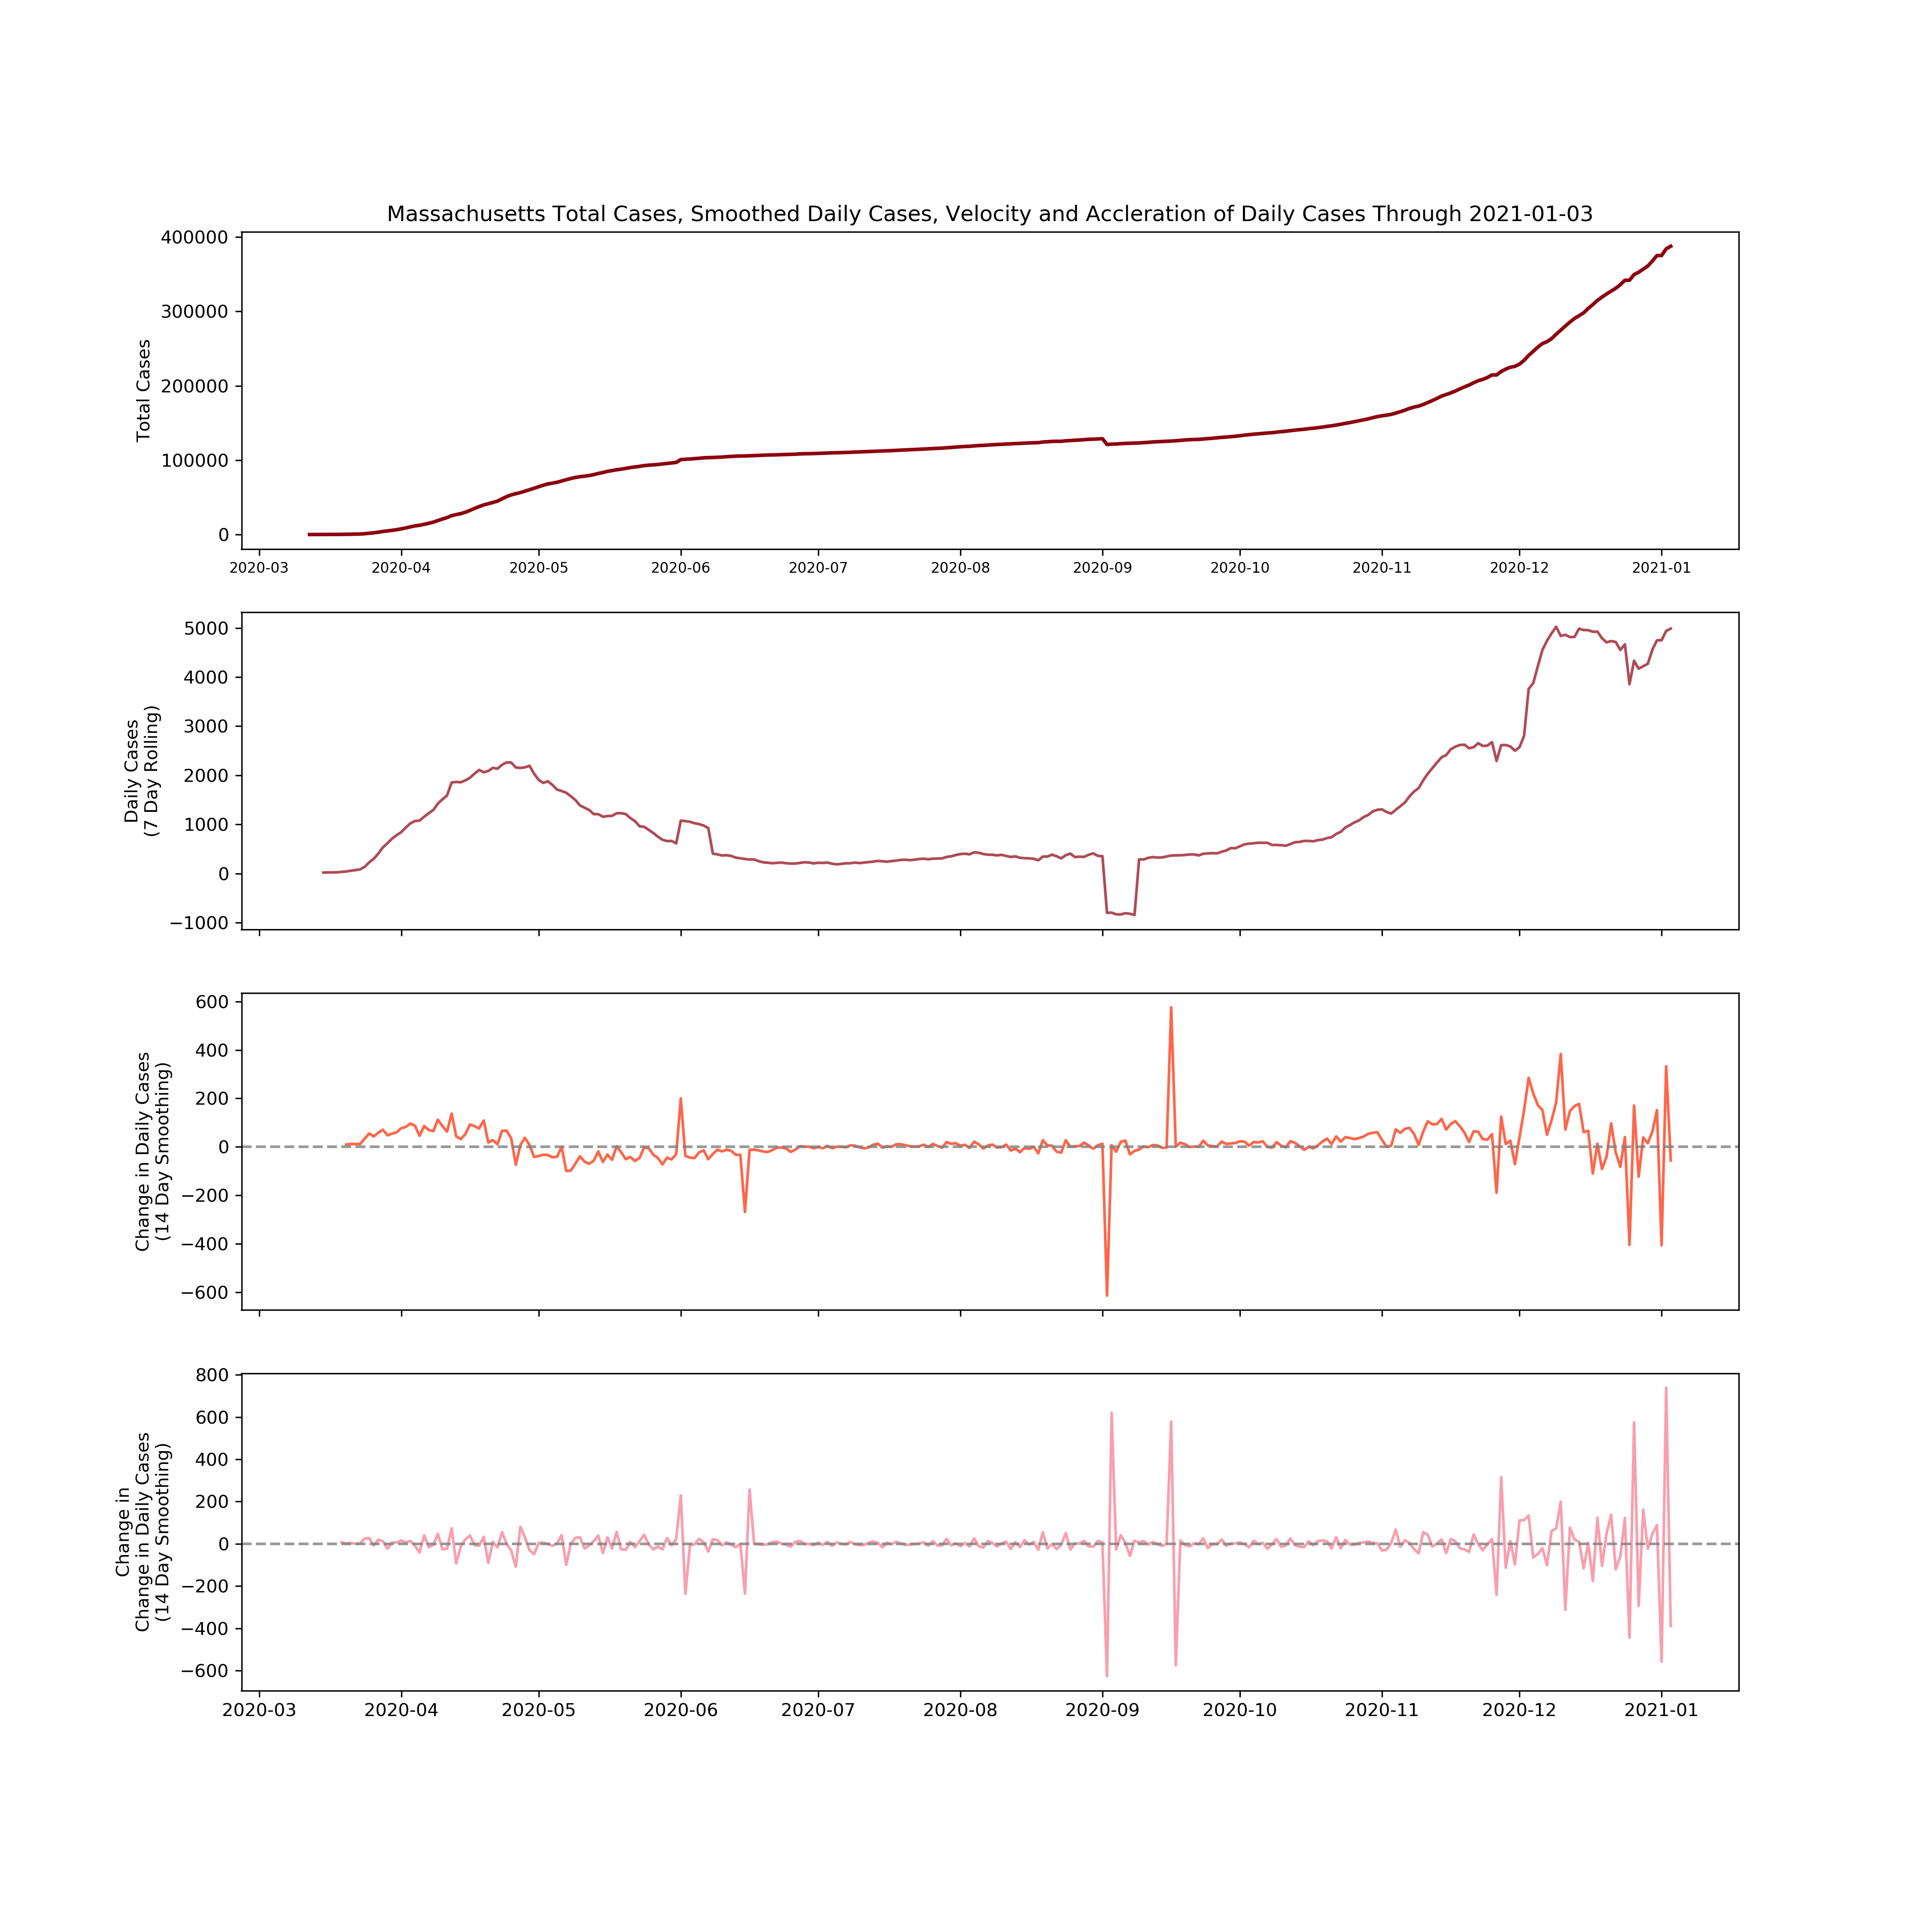 Massachusetts Total Cases, Smoothed Daily Cases, Velocity and Accleration of Daily Cases Through 2021-01-03
400000
300000
200000
100000
0
Total Cases
2020-03 2020-04 2020-05 2020-06 2020-07 2020-08 2020-09 2020-10 2020-11 2020-12 2021-01
5000
4000
3000
2000
1000
0
−1000
Daily Cases
(7 Day Rolling)
600
400
200
0
−200
−400
−600
Change in Daily Cases
(14 Day Smoothing)
800
600
400
200
0
−200
−400
−600
Change in
Change in Daily Cases
(14 Day Smoothing)
2020-03 2020-04 2020-05 2020-06 2020-07 2020-08 2020-09 2020-10 2020-11 2020-12 2021-01